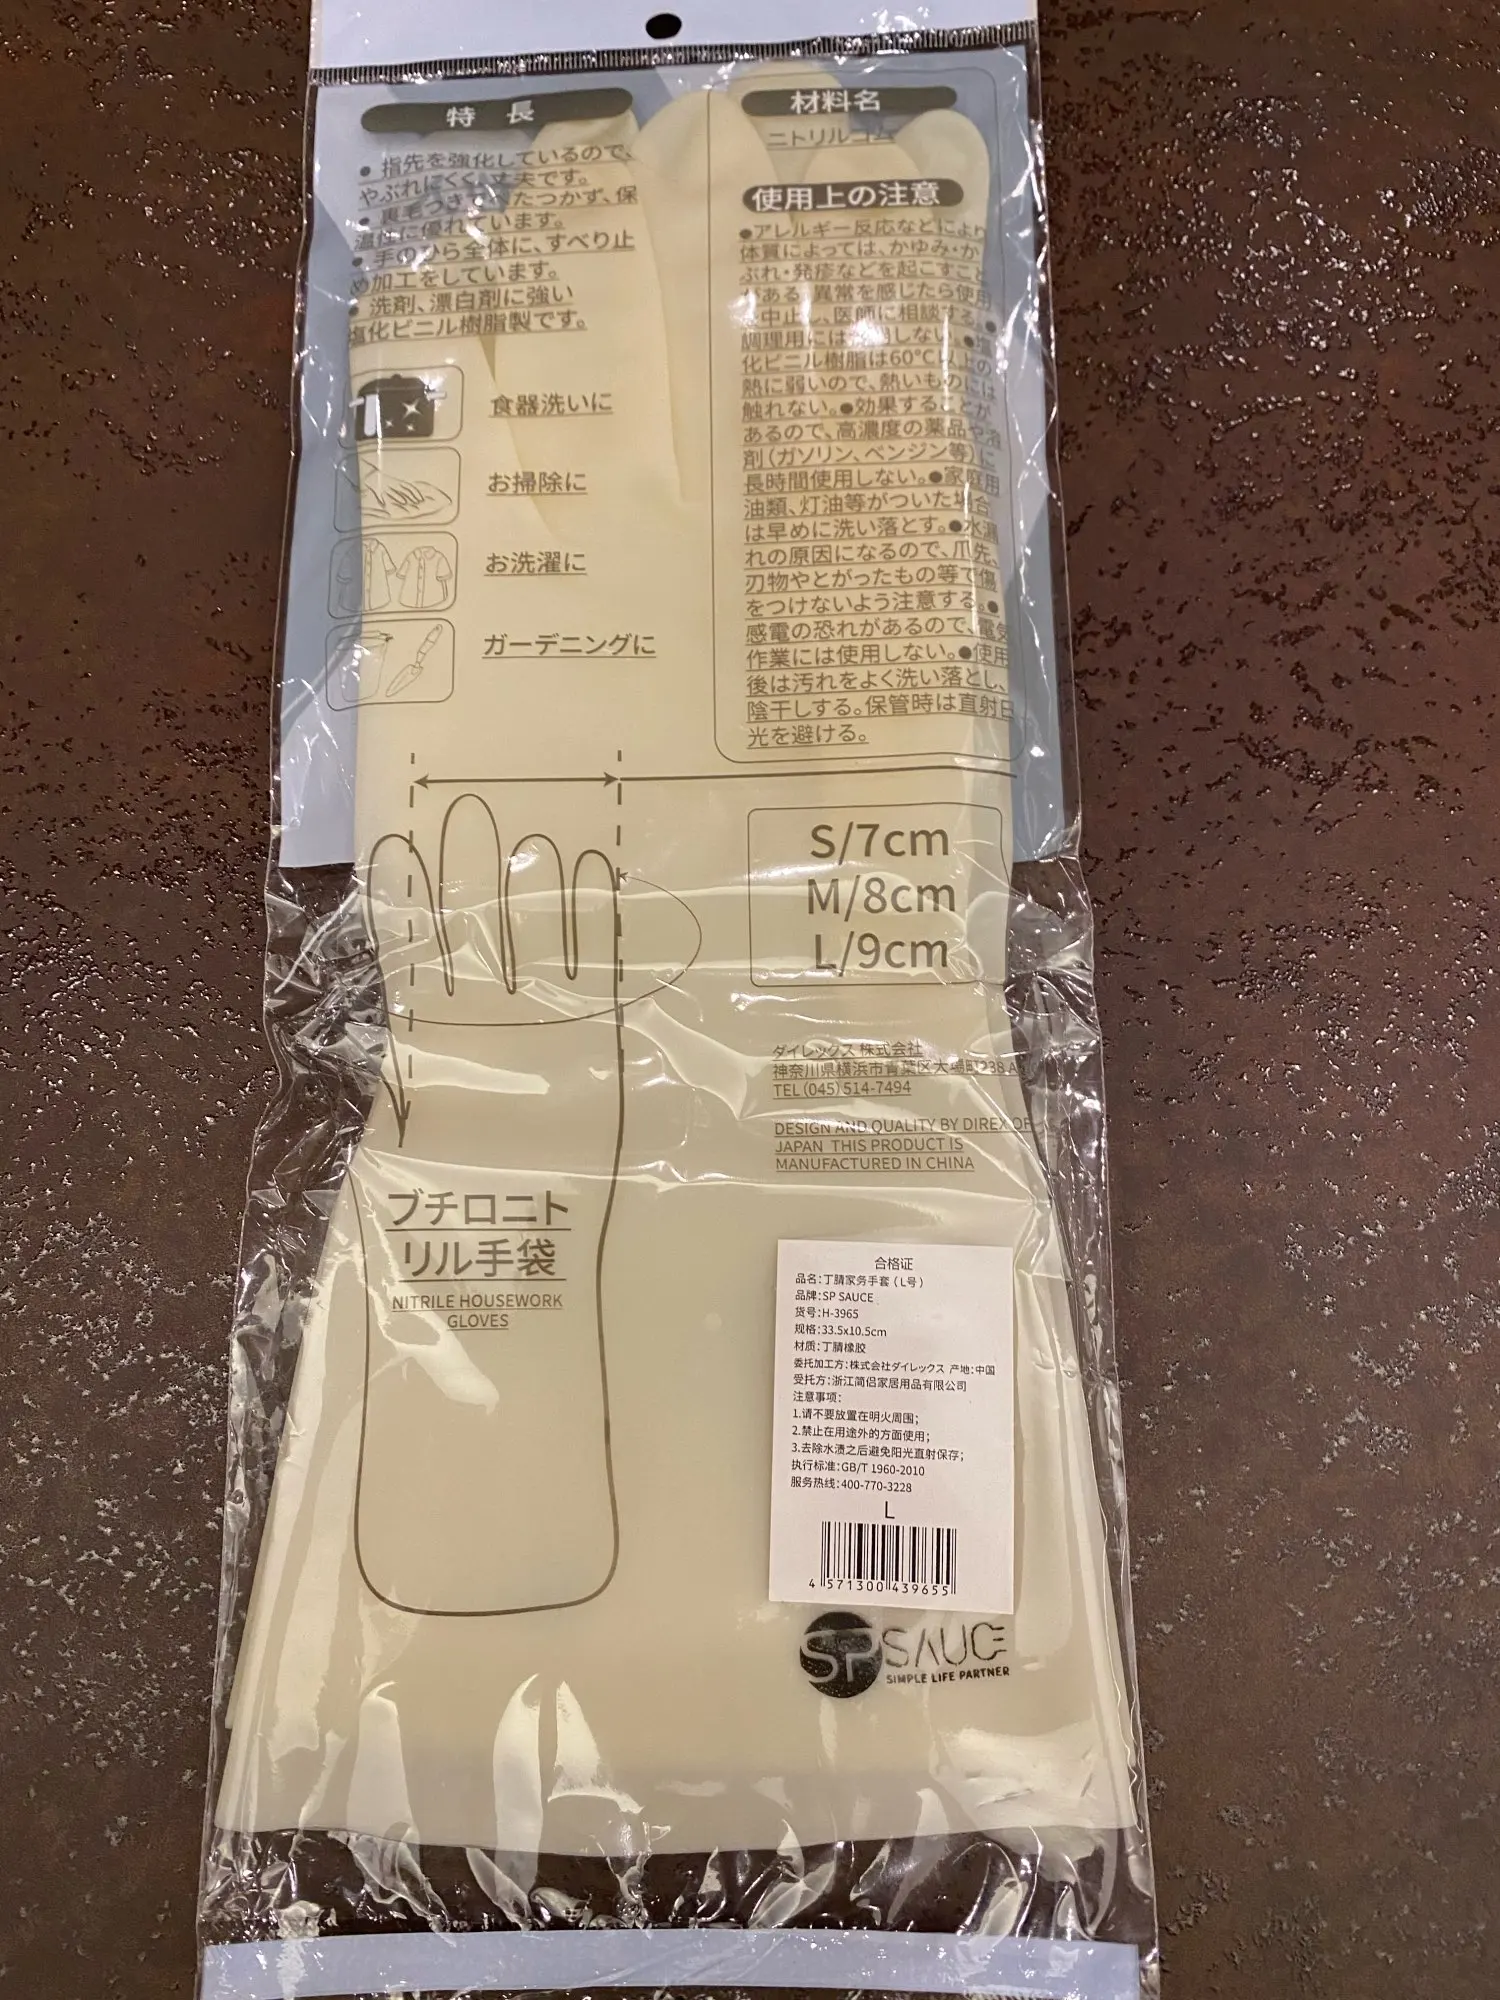 特 長
● 指先を強化しているので、
やぶれにくく、丈夫です。
● 裏毛つきでべたつかず、保
温性に優れています。
● 手のひら全体に、すべり止
め加工をしています。
● 洗剤、漂白剤に強い
塩化ビニル樹脂製です。
食器洗いに
お掃除に
お洗濯に
ガーデニングに
材料名
ニトリルゴム
使用上の注意
●アレルギー反応などにより
体質によっては、かゆみ・か
ぶれ・発疹などを起こすこと
がある。異常を感じたら使用
を中止し、医師に相談する。●
調理用には使用しない。●塩
化ビニル樹脂は60℃以上の
熱に弱いので、熱いものには
触れない。●効果することが
あるので、高濃度の薬品や溶
剤(ガソリン、ベンジン等)に
長時間使用しない。●家庭用
油類、灯油等がついた場合
は早めに洗い落とす。●水漏
れの原因になるので、爪先、
刃物やとがったもの等で傷
をつけないよう注意する。●
感電の恐れがあるので、電気
作業には使用しない。●使用
後は汚れをよく洗い落とし、
陰干しする。保管時は直射日
光を避ける。
S/7cm
M/8cm
L/9cm
ダイレックス 株式会社
神奈川県横浜市青葉区大場町238
TEL(045)514-7494
DESIGN AND QUALITY BY DIREX OF
JAPAN THIS PRODUCT IS
MANUFACTURED IN CHINA
ブチロニト
リル手袋
NITRILE HOUSEWORK
GLOVES
合格证
品名:丁腈家务手套(L号)
品牌:SP SAUCE
货号:H-3965
规格:33.5x10.5cm
材质:丁腈橡胶
委托加工方:株式会社ダイレックス 产地:中国
受托方:浙江简侣家居用品有限公司
注意事项:
1.请不要放置在明火周围;
2.禁止在用途外的方面使用;
3.去除水渍之后避免阳光直射保存;
执行标准:GB/T 1960-2010
服务热线:400-770-3228
L
4 571300 439655
SP SAUCE
SIMPLE LIFE PARTNER